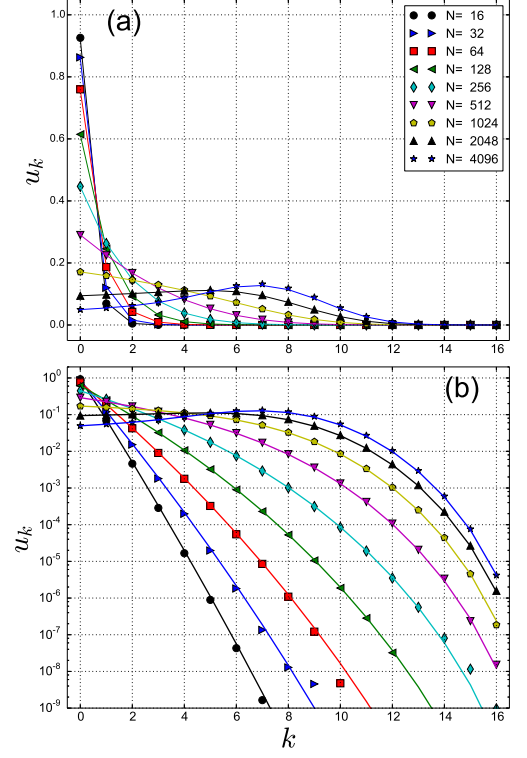 (a)
1.0
0.8
0.6
0.4
0.2
0.0
u_k
N= 16
N= 32
N= 64
N= 128
N= 256
N= 512
N= 1024
N= 2048
N= 4096
0 2 4 6 8 10 12 14 16
(b)
10^0
10^-1
10^-2
10^-3
10^-4
10^-5
10^-6
10^-7
10^-8
10^-9
u_k
0 2 4 6 8 10 12 14 16
k